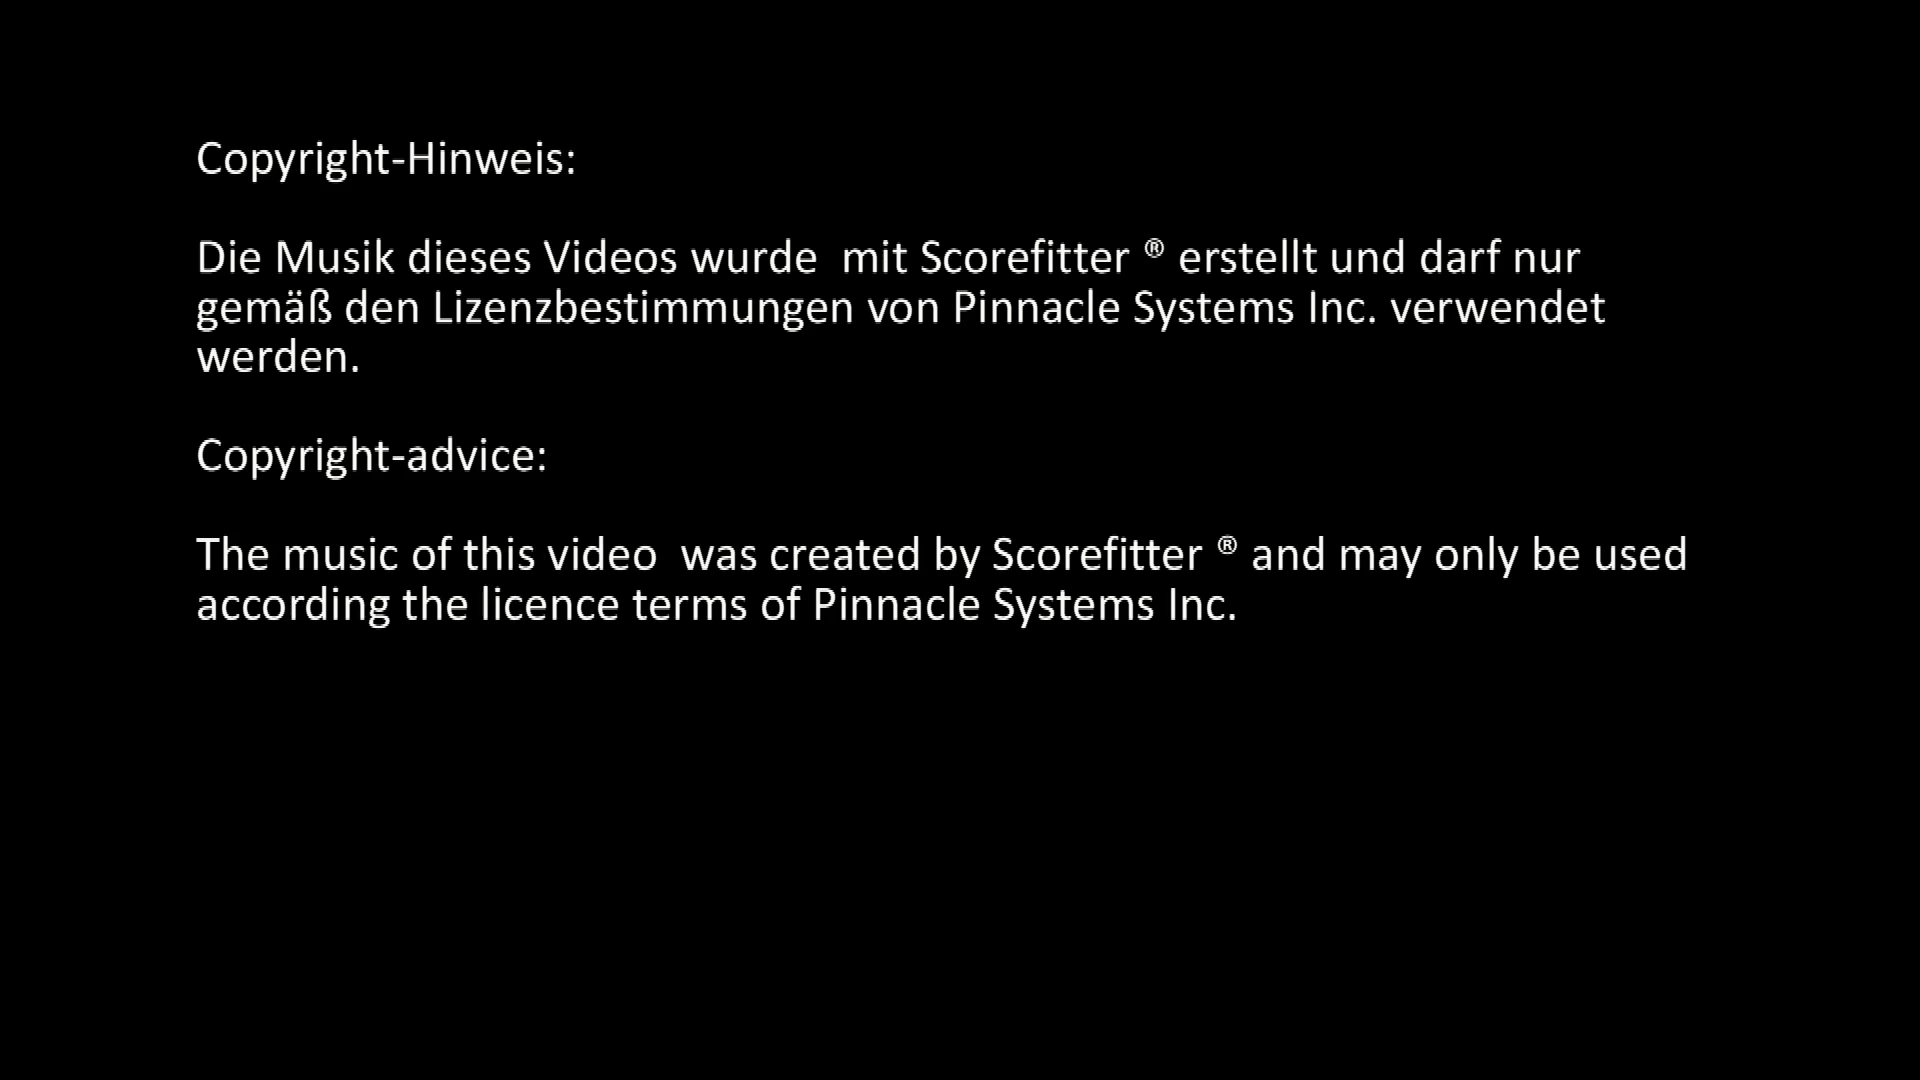 Copyright-Hinweis:
Die Musik dieses Videos wurde  mit Scorefitter ® erstellt und darf nur
gemäß den Lizenzbestimmungen von Pinnacle Systems Inc. verwendet
werden.
Copyright-advice:
The music of this video  was created by Scorefitter ® and may only be used
according the licence terms of Pinnacle Systems Inc.